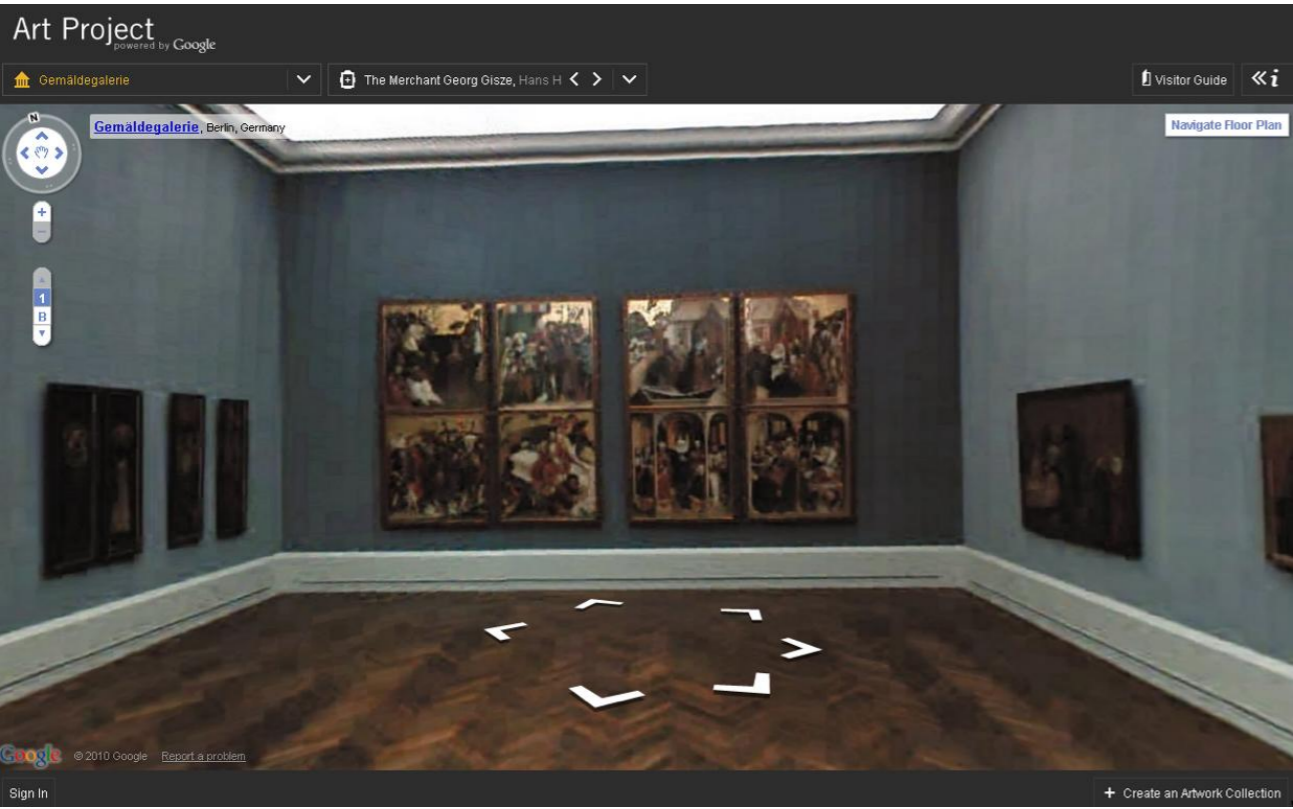 Art Project
powered by Google
Gemäldegalerie
The Merchant Georg Gisze, Hans H
Visitor Guide
Gemäldegalerie, Berlin, Germany
Navigate Floor Plan
N
+
-
1
B
Google © 2010 Google Report a problem
Sign In
+ Create an Artwork Collection